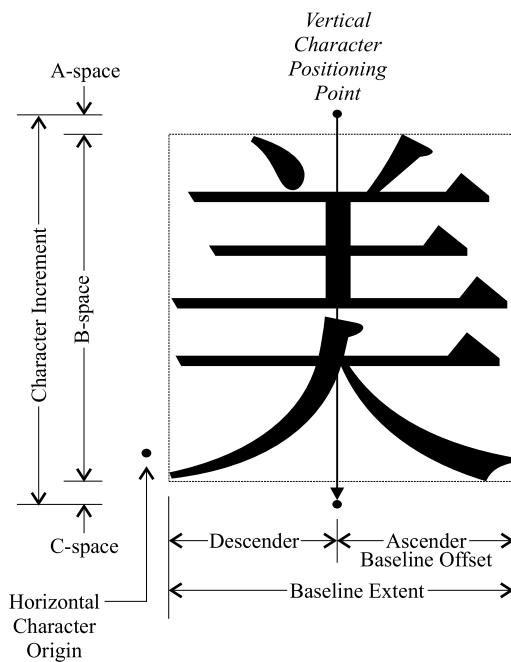 Vertical
Character
Positioning
Point
A-space
美
Character Increment
B-space
C-space
Descender
Ascender
Baseline Offset
Baseline Extent
Horizontal
Character
Origin